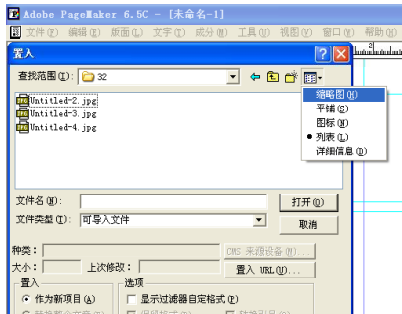 Adobe PageMaker 6.5C - [未命名-1]
文件(F) 编辑(E) 版面(L) 文字(T) 成分(M) 工具(U) 视图(V) 窗口(W) 帮助(H)
置入
查找范围(I): 32
Untitled-2.jpg
Untitled-3.jpg
Untitled-4.jpg
缩略图(H)
平铺(S)
图标(N)
列表(L)
详细信息(D)
文件名(N): 打开(O)
文件类型(T): 可导入文件 取消
种类: CMS 来源设备(M)...
大小: 上次修改: 置入 URL(U)...
置入 选项
作为新项目(A) 显示过滤器自定格式(P)